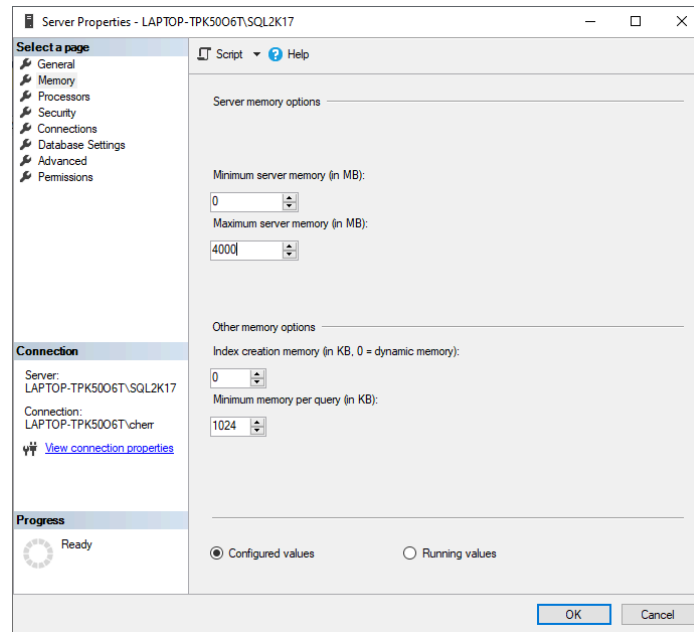 Server Properties - LAPTOP-TPK50O6T\SQL2K17
Select a page
General
Memory
Processors
Security
Connections
Database Settings
Advanced
Permissions
Script
Help
Server memory options
Minimum server memory (in MB):
0
Maximum server memory (in MB):
4000
Other memory options
Index creation memory (in KB, 0 = dynamic memory):
0
Minimum memory per query (in KB):
1024
Connection
Server:
LAPTOP-TPK50O6T\SQL2K17
Connection:
LAPTOP-TPK50O6T\cherr
View connection properties
Progress
Ready
Configured values
Running values
OK
Cancel